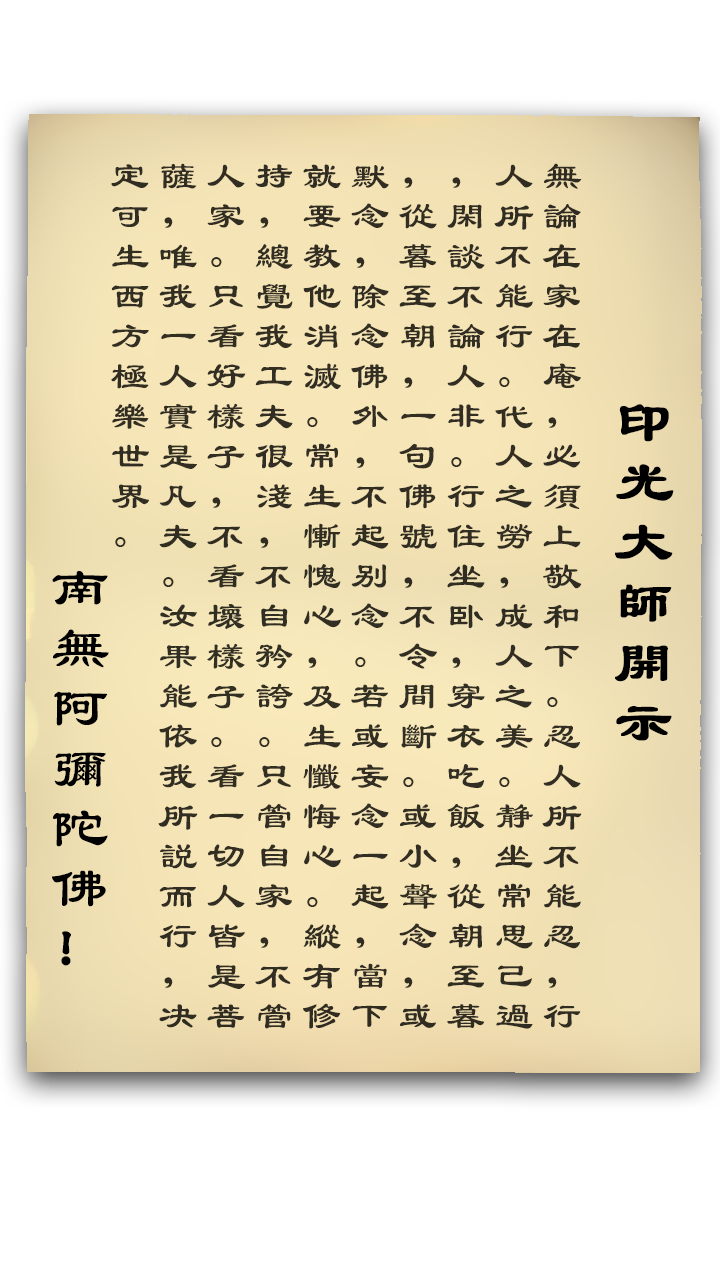 印光大師開示
無論在家在庵，必須上敬和下。忍人所不能忍，行
人所不能行。代人之勞，成人之美。静坐常思己過
，閑談不論人非。行住坐卧，穿衣吃飯，從朝至暮
，從暮至朝，一句佛號，不令間斷。或小聲念，或
默念，除念佛外，不起别念。若或妄念一起，當下
就要教他消滅。常生慚愧心，及生懺悔心。縱有修
持，總覺我工夫很淺，不自矜誇。只管自家，不管
人家。只看好樣子，不看壞樣子。看一切人皆是菩
薩，唯我一人實是凡夫。汝果能依我所説而行，决
定可生西方極樂世界。
南無阿彌陀佛！